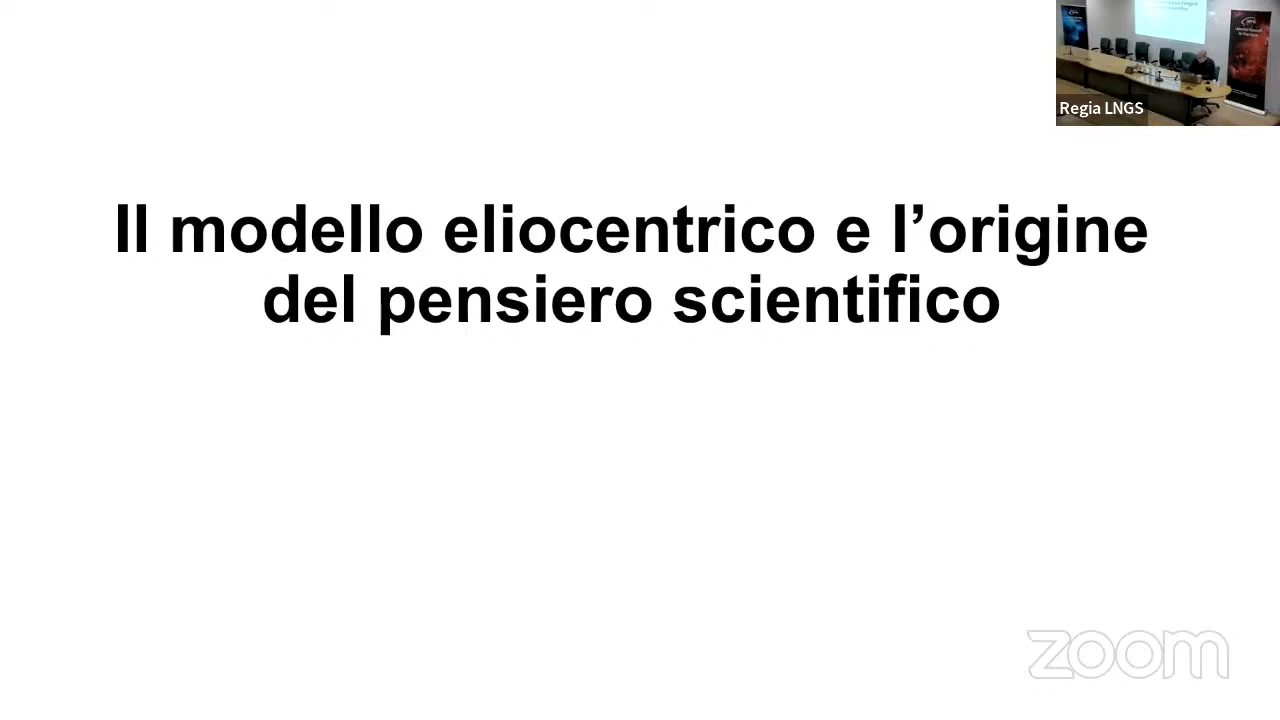 Regia LNGS
Il modello eliocentrico e l’origine
del pensiero scientifico
zoom